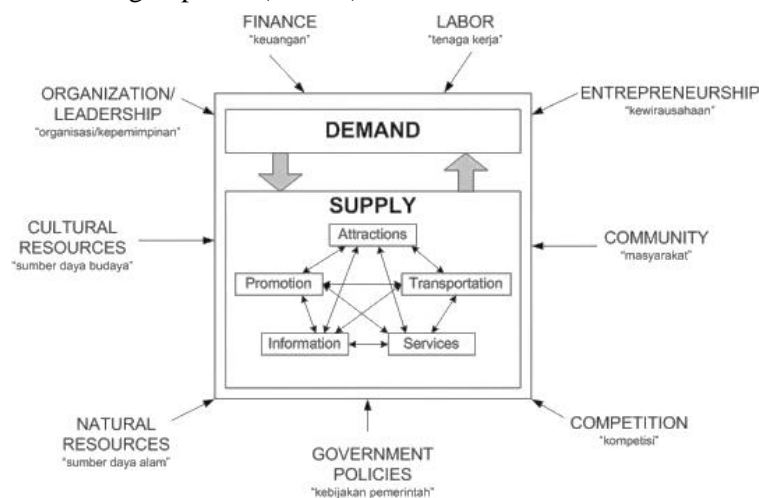 FINANCE
"keuangan"
LABOR
"tenaga kerja"
ORGANIZATION/
LEADERSHIP
"organisasi/kepemimpinan"
ENTREPRENEURSHIP
"kewirausahaan"
DEMAND
SUPPLY
Attractions
Promotion
Transportation
Information
Services
CULTURAL
RESOURCES
"sumber daya budaya"
COMMUNITY
"masyarakat"
NATURAL
RESOURCES
"sumber daya alam"
GOVERNMENT
POLICIES
"kebijakan pemerintah"
COMPETITION
"kompetisi"